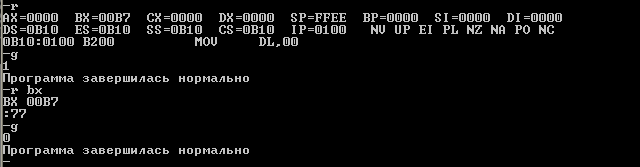 -r
AX=0000  BX=00B7  CX=0000  DX=0000  SP=FFEE  BP=0000  SI=0000  DI=0000
DS=0B10  ES=0B10  SS=0B10  CS=0B10  IP=0100   NV UP EI PL NZ NA PO NC
0B10:0100 B200          MOV     DL,00
-g
1
Программа завершилась нормально
-r bx
BX 00B7
:77
-g
0
Программа завершилась нормально
-